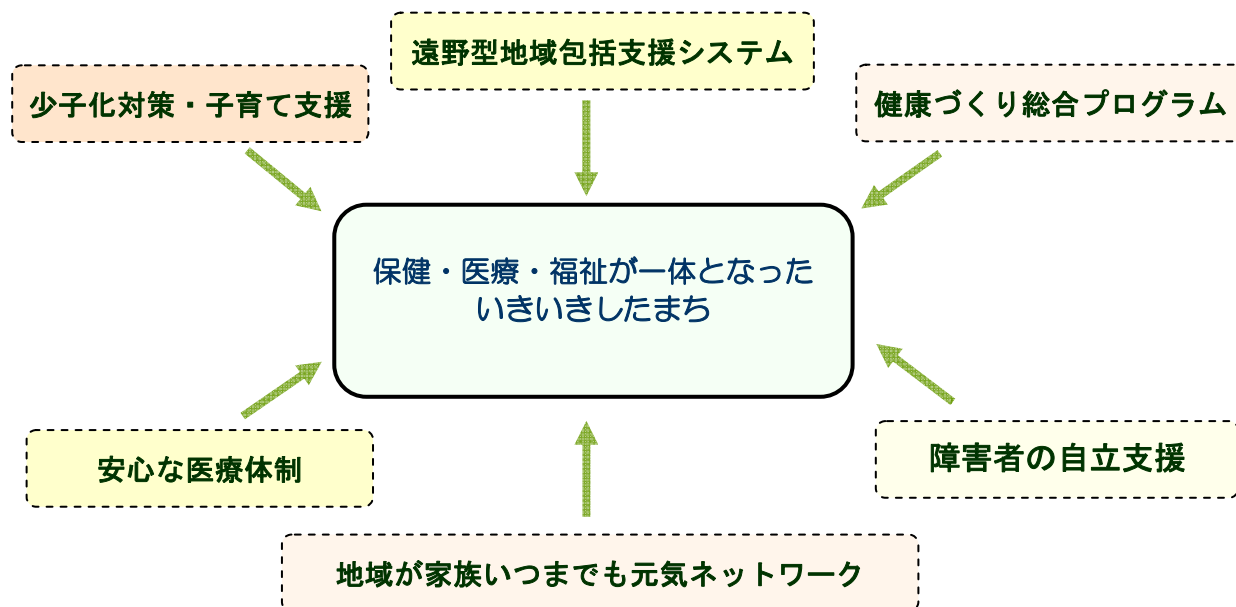 遠野型地域包括支援システム
少子化対策・子育て支援
健康づくり総合プログラム
保健・医療・福祉が一体となった
いきいきしたまち
安心な医療体制
障害者の自立支援
地域が家族いつまでも元気ネットワーク